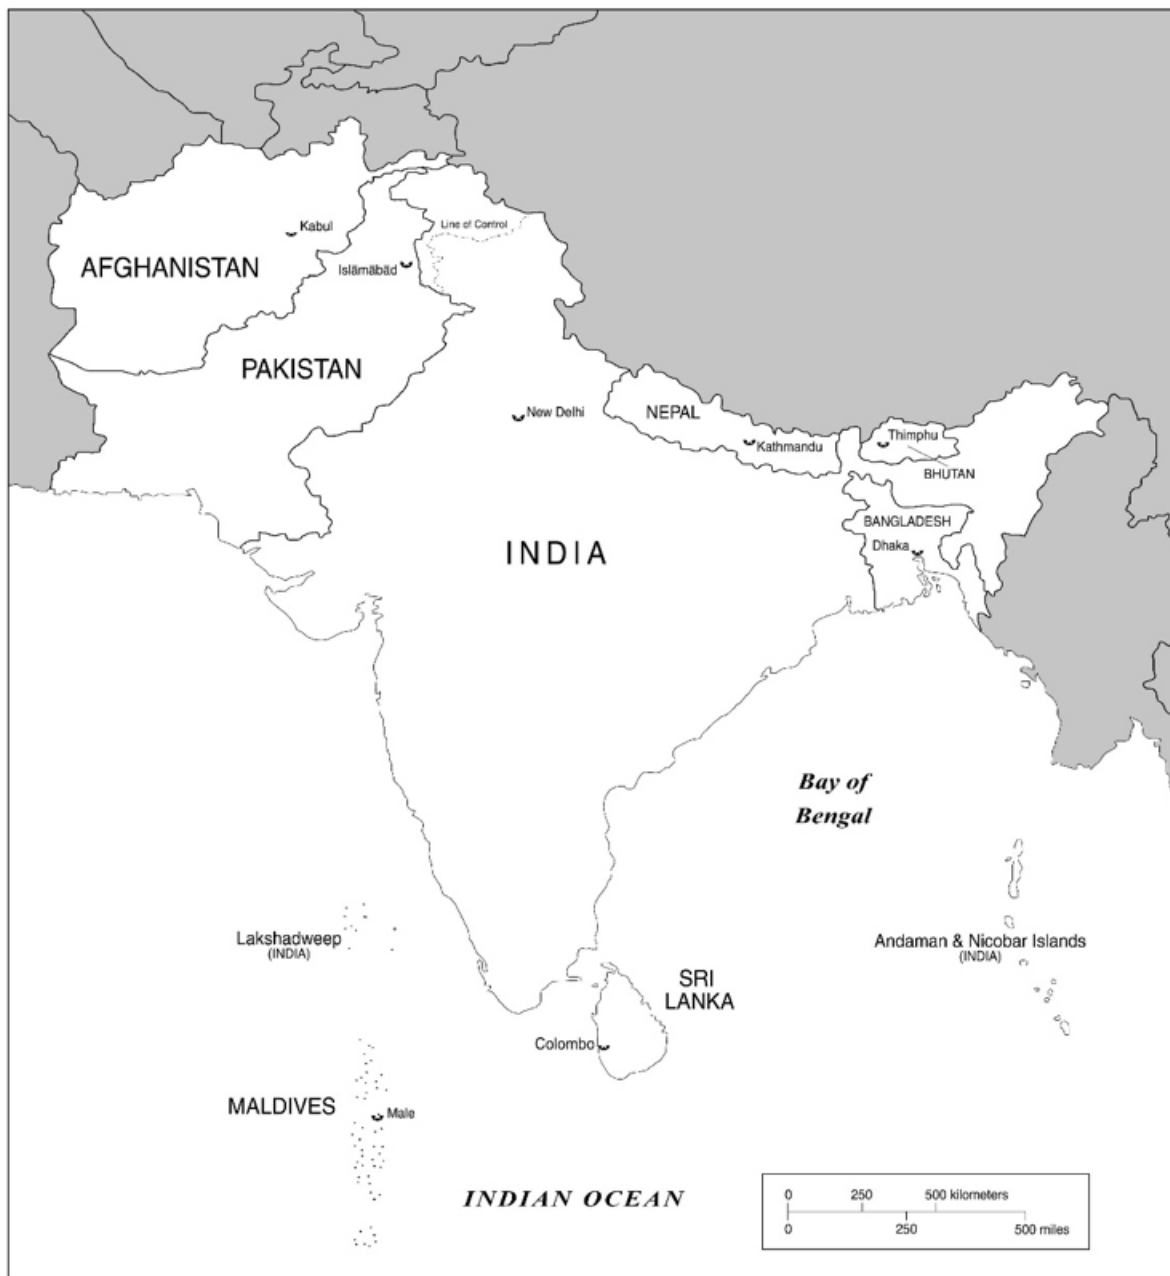 Kabul
Line of Control
AFGHANISTAN
Islāmābād
PAKISTAN
New Delhi
NEPAL
Kathmandu
Thimphu
BHUTAN
BANGLADESH
Dhaka
INDIA
Bay of
Bengal
Lakshadweep
(INDIA)
Andaman & Nicobar Islands
(INDIA)
SRI
LANKA
Colombo
MALDIVES
Male
INDIAN OCEAN
0 250 500 kilometers
0 250 500 miles